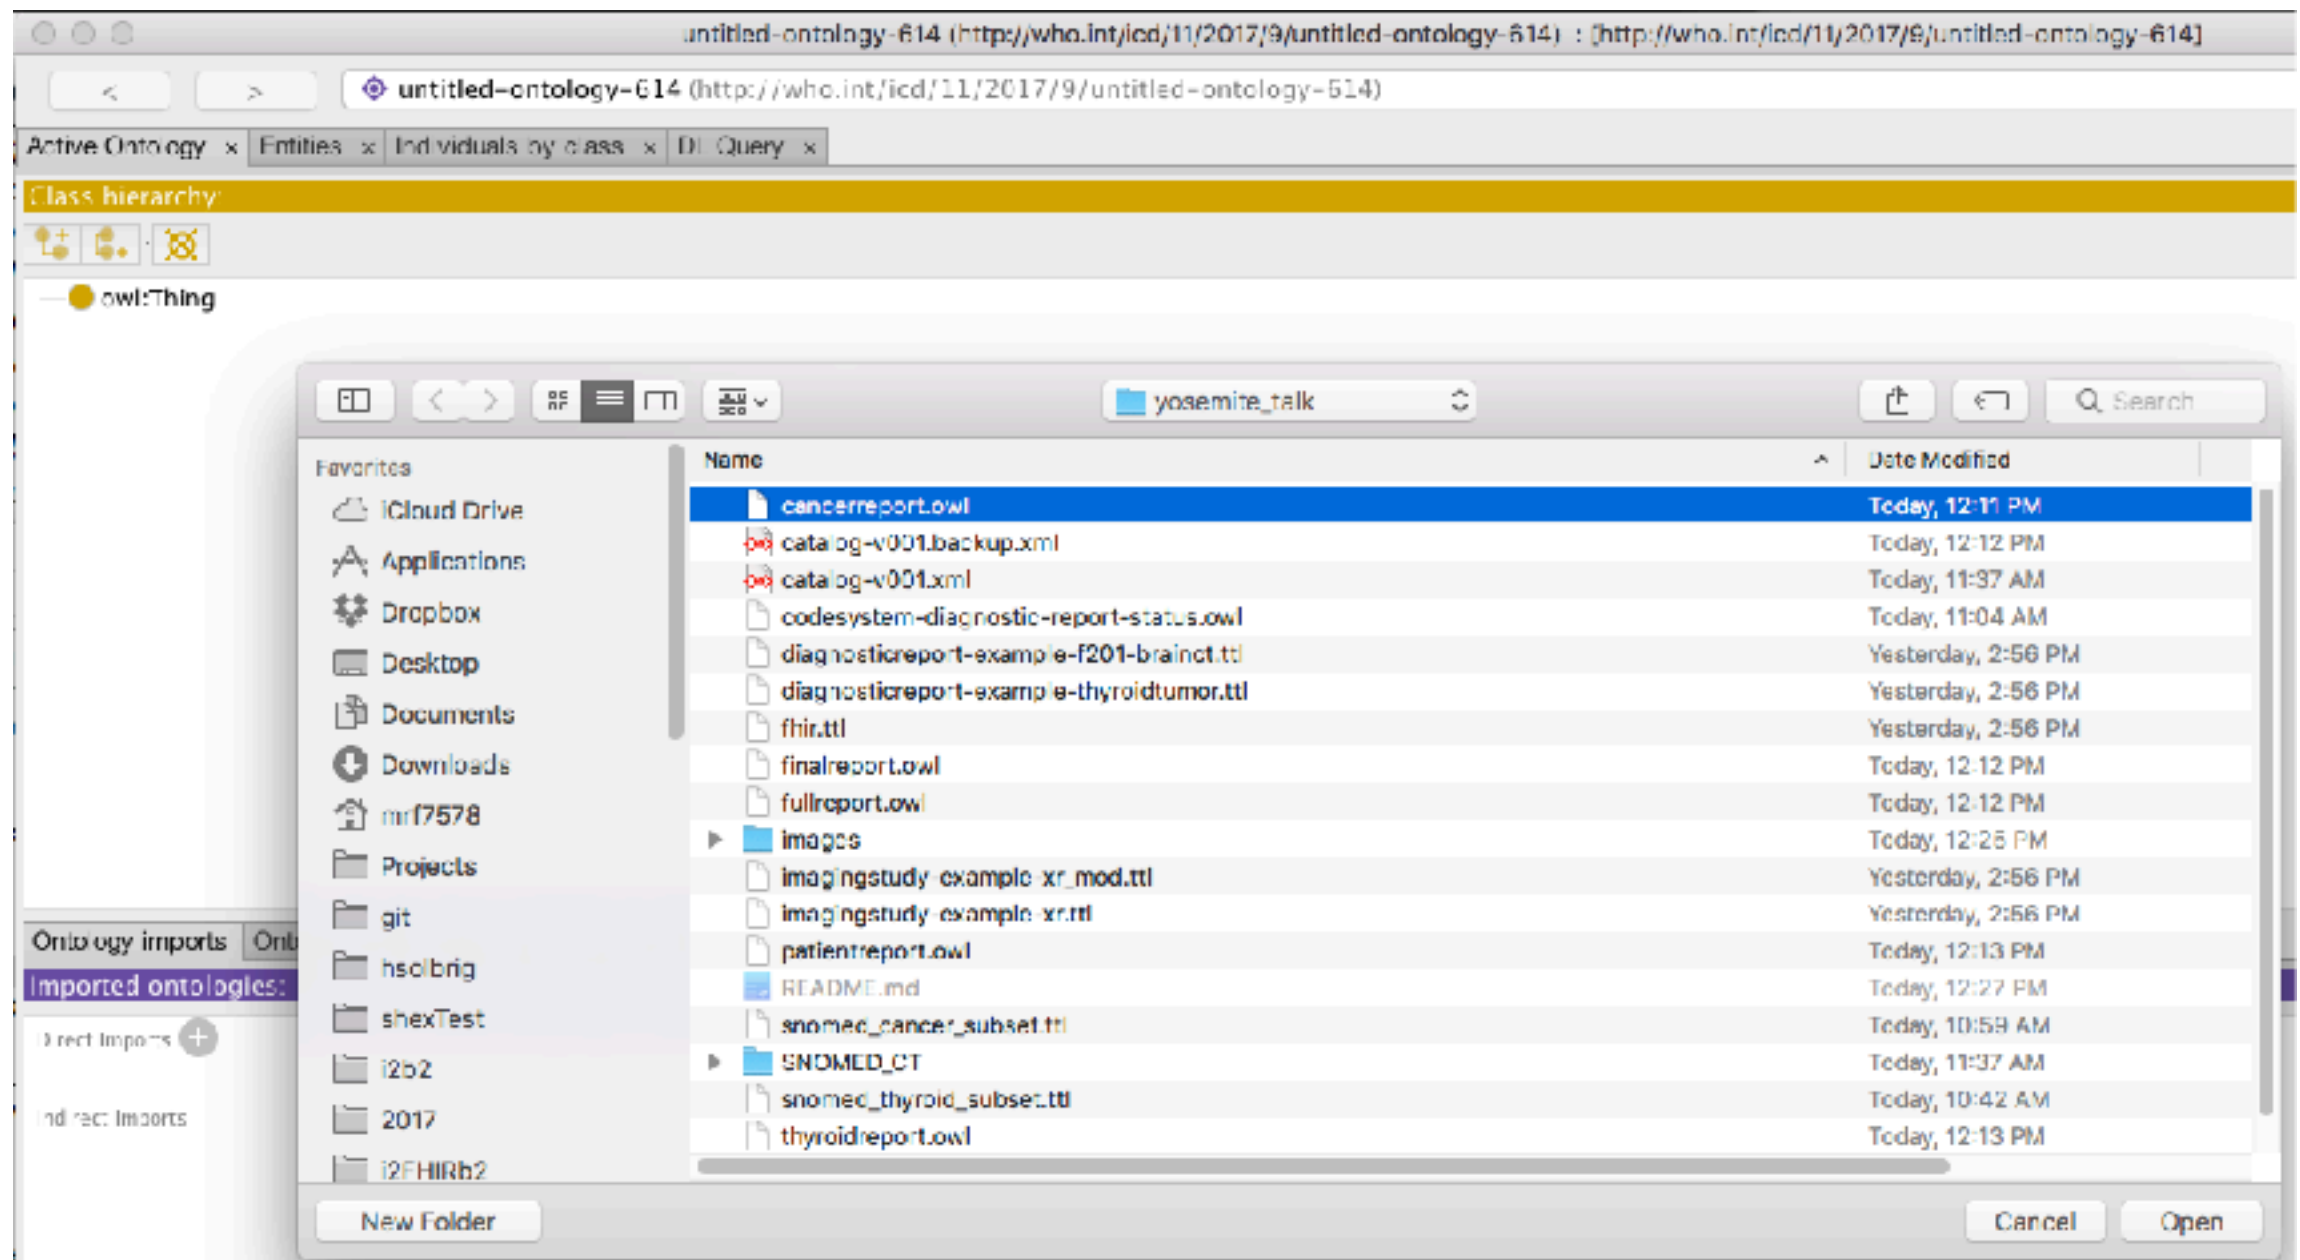 untitled-ontology-614 (http://who.int/icd/11/2017/9/untitled-ontology-614) : [http://who.int/icd/11/2017/9/untitled-ontology-614]
< > untitled-ontology-614 (http://who.int/icd/11/2017/9/untitled-ontology-614)
Active Ontology × Entities × Individuals by class × DL Query ×
Class hierarchy:
owl:Thing
yosemite_talk
Search
Favorites
iCloud Drive
Applications
Dropbox
Desktop
Documents
Downloads
mrf7578
Projects
git
hsolbrig
shexTest
i2b2
2017
i2FHIRb2
Name Date Modified
cancerreport.owl Today, 12:11 PM
catalog-v001.backup.xml Today, 12:12 PM
catalog-v001.xml Today, 11:37 AM
codesystem-diagnostic-report-status.owl Today, 11:04 AM
diagnosticreport-example-f201-brainct.ttl Yesterday, 2:56 PM
diagnosticreport-example-thyroidtumor.ttl Yesterday, 2:56 PM
fhir.ttl Yesterday, 2:56 PM
finalreport.owl Today, 12:12 PM
fullreport.owl Today, 12:12 PM
images Today, 12:26 PM
imagingstudy-example-xr_mod.ttl Yesterday, 2:56 PM
imagingstudy-example-xr.ttl Yesterday, 2:56 PM
patientreport.owl Today, 12:13 PM
README.md Today, 12:27 PM
snomed_cancer_subset.ttl Today, 10:59 AM
SNOMED_CT Today, 11:37 AM
snomed_thyroid_subset.ttl Today, 10:42 AM
thyroidreport.owl Today, 12:13 PM
Ontology imports Ont
Imported ontologies:
Direct Imports
Indirect Imports
New Folder Cancel Open